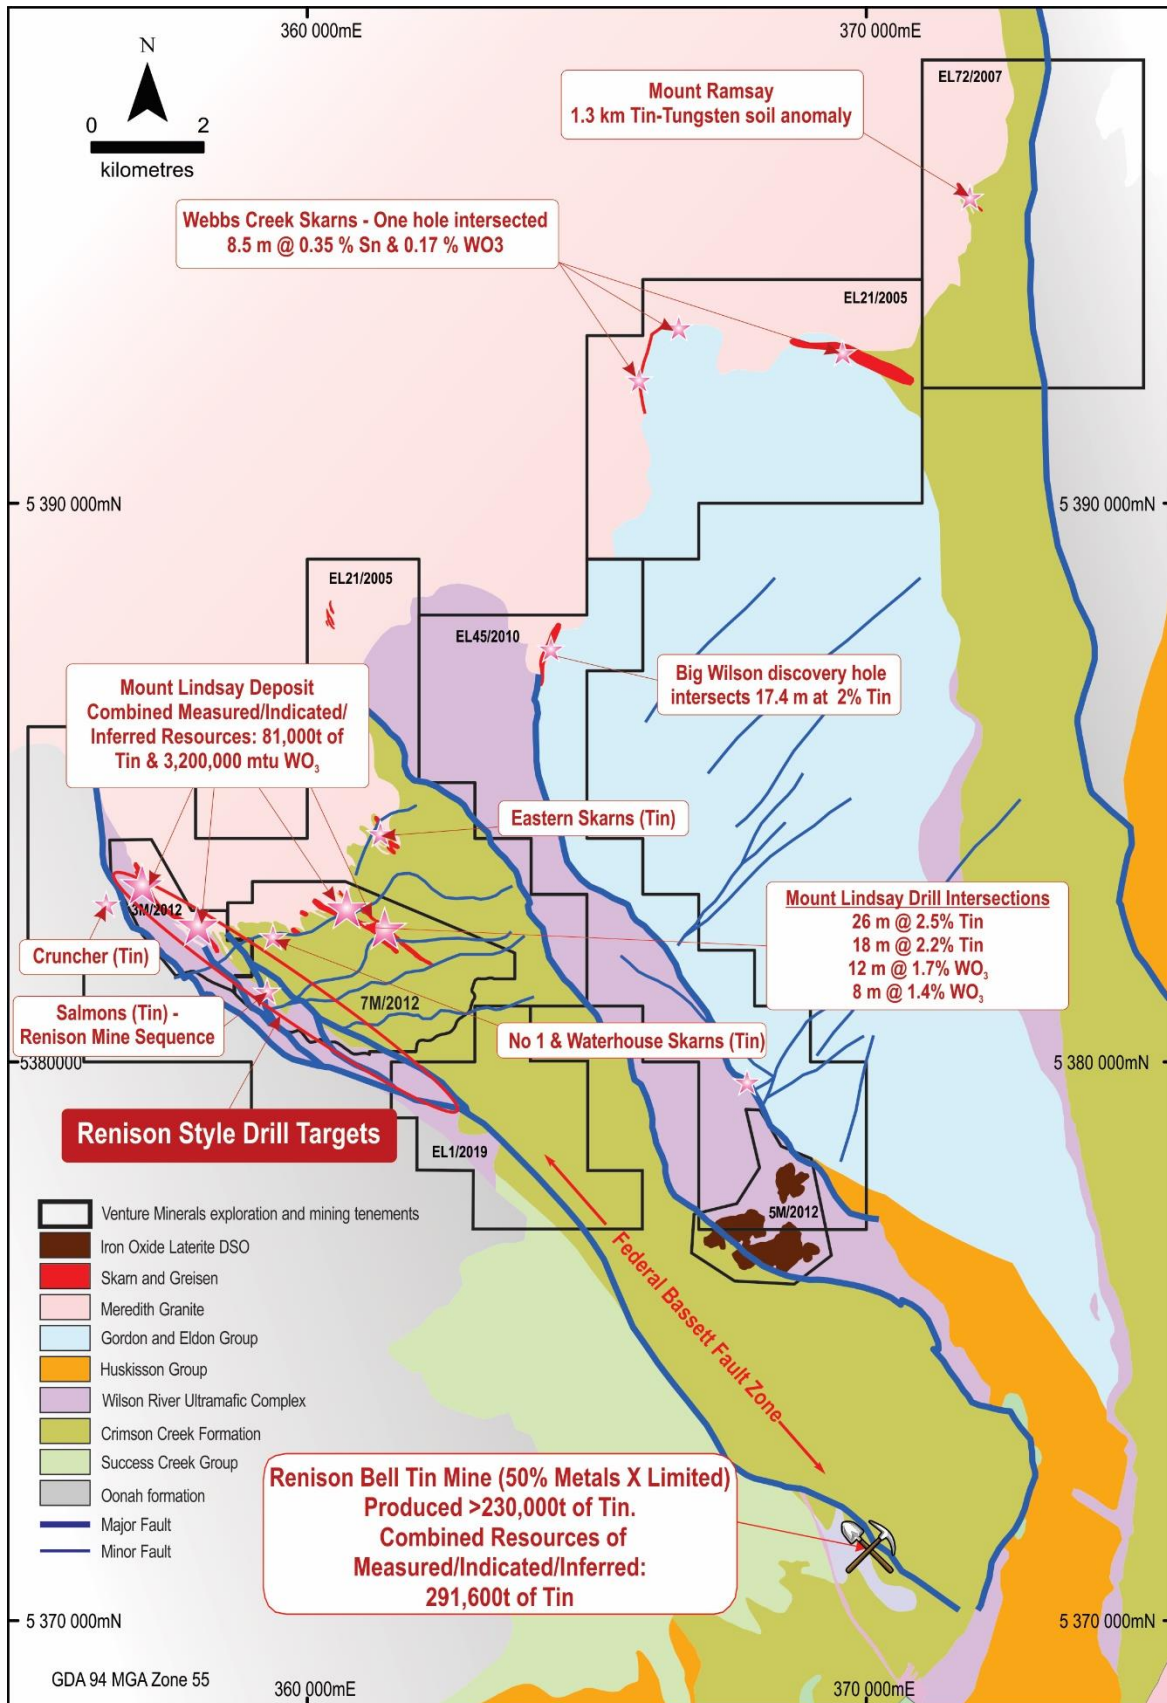 360 000mE
370 000mE
N
0 2
kilometres
EL72/2007
Mount Ramsay
1.3 km Tin-Tungsten soil anomaly
Webbs Creek Skarns - One hole intersected
8.5 m @ 0.35 % Sn & 0.17 % WO3
EL21/2005
5 390 000mN
5 390 000mN
EL21/2005
EL45/2010
Mount Lindsay Deposit
Combined Measured/Indicated/
Inferred Resources: 81,000t of
Tin & 3,200,000 mtu WO₃
Big Wilson discovery hole
intersects 17.4 m at 2% Tin
Eastern Skarns (Tin)
3M/2012
Mount Lindsay Drill Intersections
26 m @ 2.5% Tin
18 m @ 2.2% Tin
12 m @ 1.7% WO₃
8 m @ 1.4% WO₃
Cruncher (Tin)
7M/2012
Salmons (Tin) -
Renison Mine Sequence
No 1 & Waterhouse Skarns (Tin)
5380000
5 380 000mN
Renison Style Drill Targets
EL1/2019
5M/2012
Federal Bassett Fault Zone
Venture Minerals exploration and mining tenements
Iron Oxide Laterite DSO
Skarn and Greisen
Meredith Granite
Gordon and Eldon Group
Huskisson Group
Wilson River Ultramafic Complex
Crimson Creek Formation
Success Creek Group
Oonah formation
Major Fault
Minor Fault
Renison Bell Tin Mine (50% Metals X Limited)
Produced >230,000t of Tin.
Combined Resources of
Measured/Indicated/Inferred:
291,600t of Tin
5 370 000mN
5 370 000mN
GDA 94 MGA Zone 55
360 000mE
370 000mE